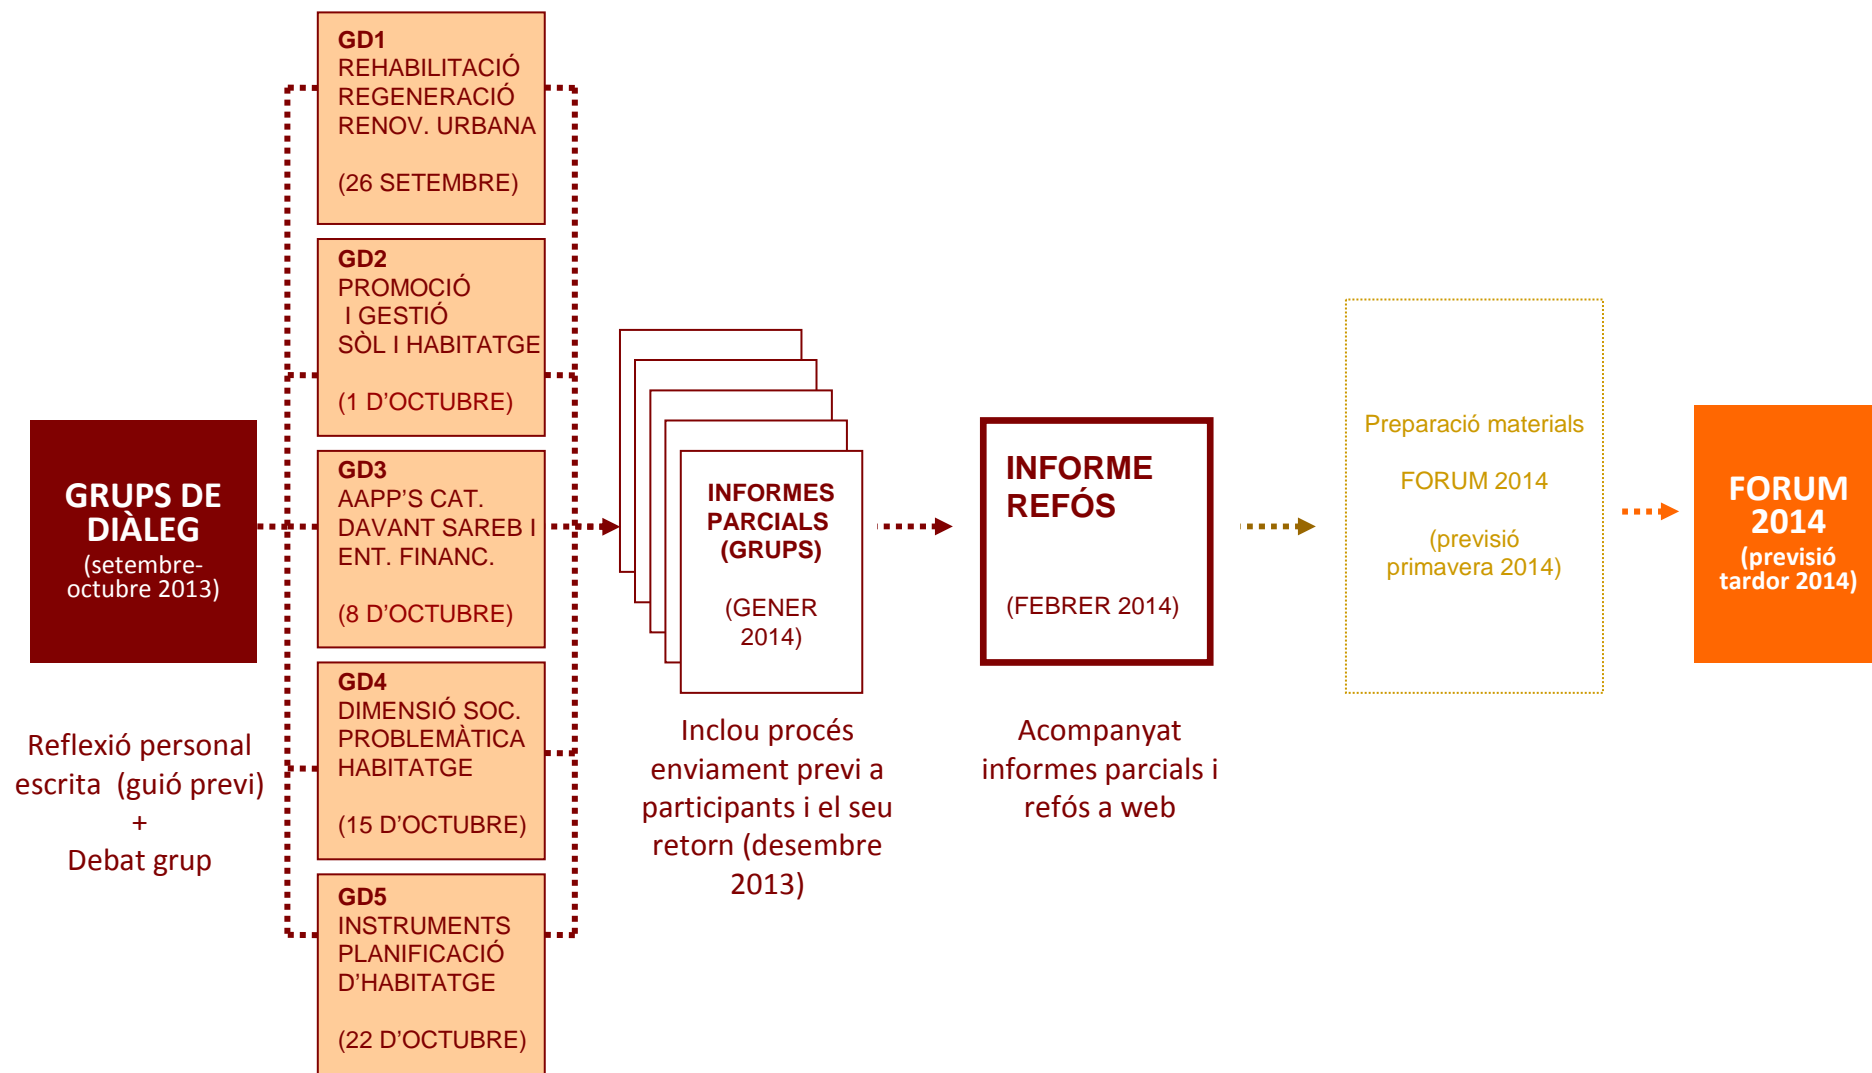 GRUPS DE
DIÀLEG
(setembre-
octubre 2013)
Reflexió personal
escrita (guió previ)
+
Debat grup
GD1
REHABILITACIÓ
REGENERACIÓ
RENOV. URBANA
(26 SETEMBRE)
GD2
PROMOCIÓ
I GESTIÓ
SÒL I HABITATGE
(1 D’OCTUBRE)
GD3
AAPP’S CAT.
DAVANT SAREB I
ENT. FINANC.
(8 D’OCTUBRE)
GD4
DIMENSIÓ SOC.
PROBLEMÀTICA
HABITATGE
(15 D’OCTUBRE)
GD5
INSTRUMENTS
PLANIFICACIÓ
D’HABITATGE
(22 D’OCTUBRE)
INFORMES
PARCIALS
(GRUPS)
(GENER
2014)
Inclou procés
enviament previ a
participants i el seu
retorn (desembre
2013)
INFORME
REFÓS
(FEBRER 2014)
Acompanyat
informes parcials i
refós a web
Preparació materials
FORUM 2014
(previsió
primavera 2014)
FORUM
2014
(previsió
tardor 2014)